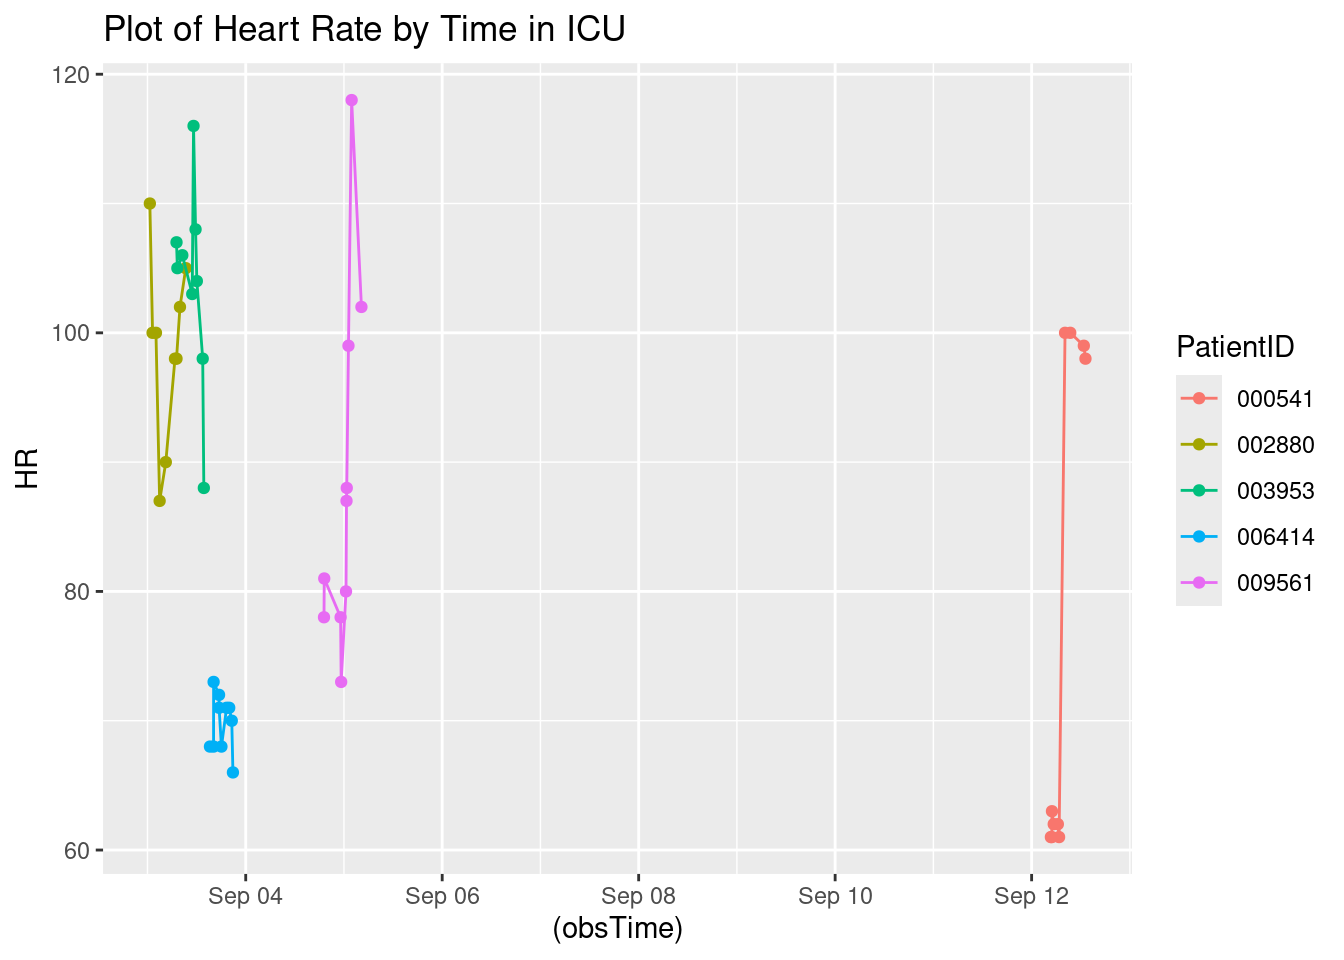 Plot of Heart Rate by Time in ICU
120
100
80
60
HR
Sep 04
Sep 06
Sep 08
Sep 10
Sep 12
(obsTime)
PatientID
000541
002880
003953
006414
009561